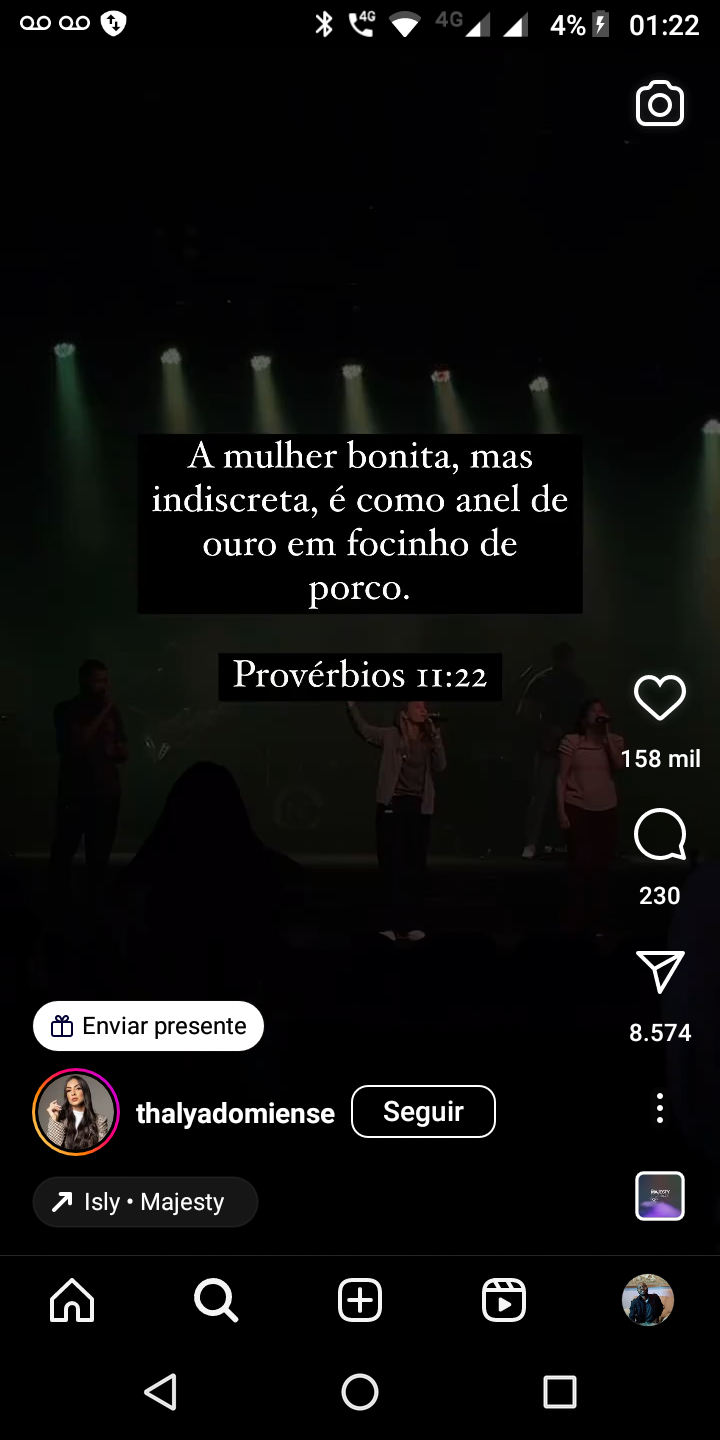 4G 4G 4% 01:22
A mulher bonita, mas
indiscreta, é como anel de
ouro em focinho de
porco.
Provérbios 11:22
158 mil
230
8.574
Enviar presente
thalyadomiense Seguir
Isly • Majesty